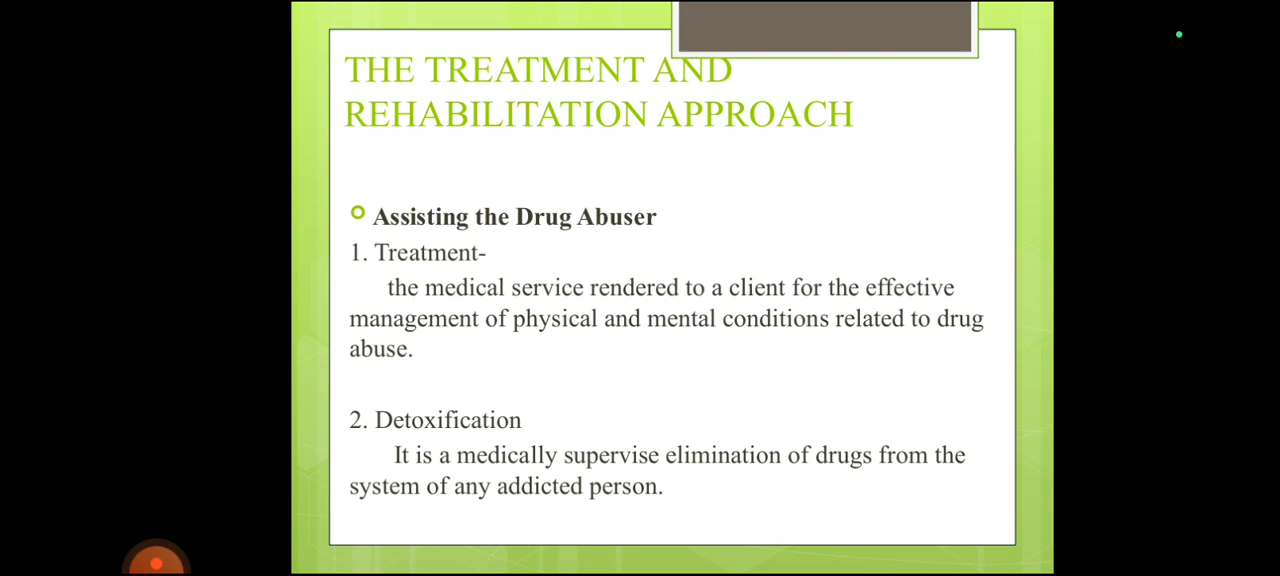 THE TREATMENT AND
REHABILITATION APPROACH
Assisting the Drug Abuser
1. Treatment-
the medical service rendered to a client for the effective
management of physical and mental conditions related to drug
abuse.
2. Detoxification
It is a medically supervise elimination of drugs from the
system of any addicted person.